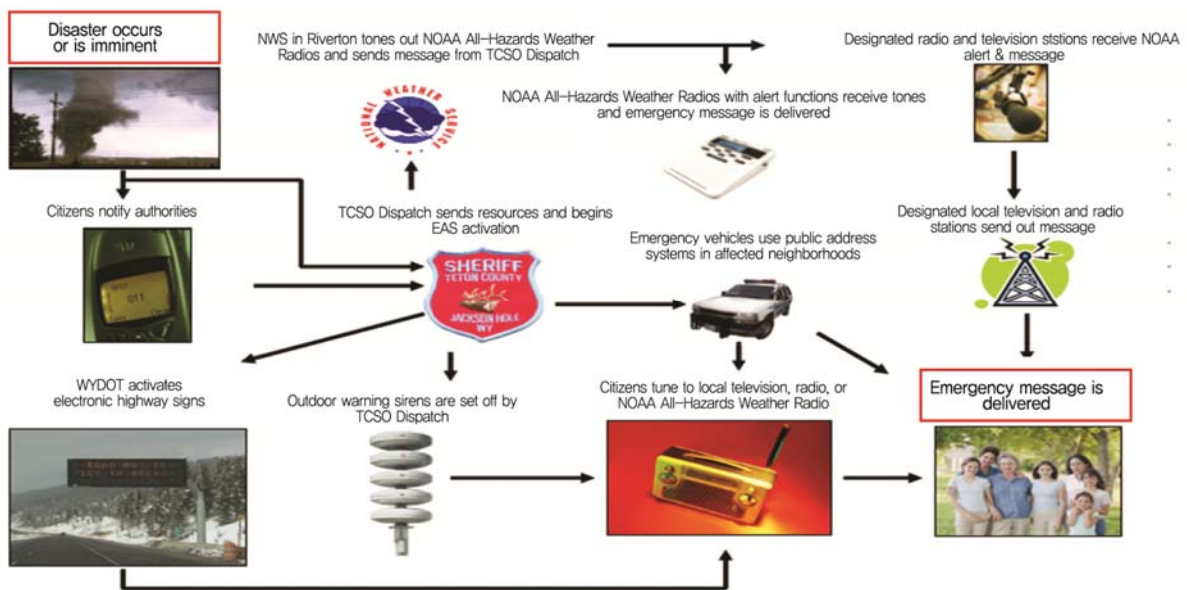 Disaster occurs
or is imminent
NWS in Riverton tones out NOAA All-Hazards Weather
Radios and sends message from TCSO Dispatch
Designated radio and television ststions receive NOAA
alert & message
NATIONAL WEATHER SERVICE
NOAA All-Hazards Weather Radios with alert functions receive tones
and emergency message is delivered
Citizens notify authorities
911
TCSO Dispatch sends resources and begins
EAS activation
SHERIFF
TETON COUNTY
JACKSON HOLE
WY
Emergency vehicles use public address
systems in affected neighborhoods
Designated local television and radio
stations send out message
WYDOT activates
electronic highway signs
Outdoor warning sirens are set off by
TCSO Dispatch
Citizens tune to local television, radio, or
NOAA All-Hazards Weather Radio
Emergency message is
delivered